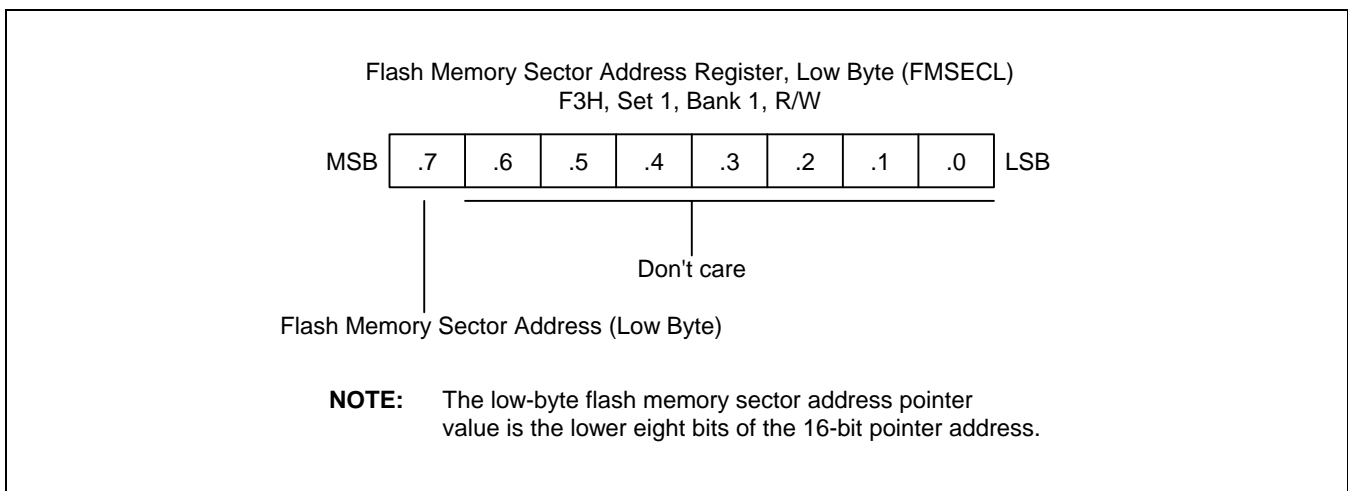 Flash Memory Sector Address Register, Low Byte (FMSECL)
F3H, Set 1, Bank 1, R/W
MSB .7 .6 .5 .4 .3 .2 .1 .0 LSB
Don't care
Flash Memory Sector Address (Low Byte)
NOTE: The low-byte flash memory sector address pointer
value is the lower eight bits of the 16-bit pointer address.